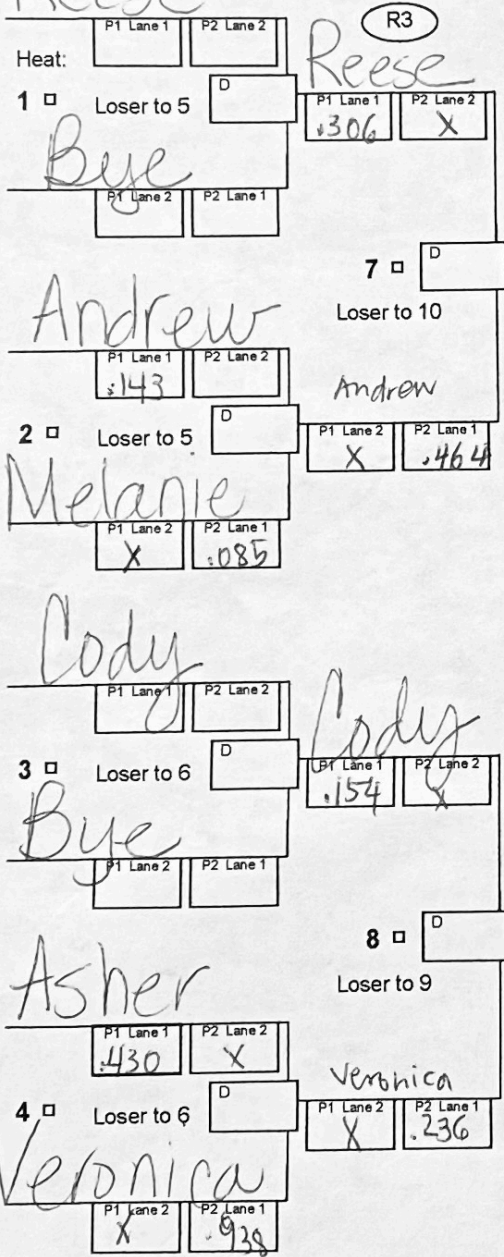 Reese
P1 Lane 1 P2 Lane 2
R3
Heat:
Reese
1 Loser to 5 D
P1 Lane 1 P2 Lane 2
.306 X
Bye
P1 Lane 2 P2 Lane 1
7 D
Loser to 10
Andrew
P1 Lane 1 P2 Lane 2
.143
Andrew
2 Loser to 5 D
P1 Lane 2 P2 Lane 1
X .464
Melanie
P1 Lane 2 P2 Lane 1
X .085
Cody
P1 Lane 1 P2 Lane 2
Cody
3 Loser to 6 D
P1 Lane 1 P2 Lane 2
.154 X
Bye
P1 Lane 2 P2 Lane 1
8 D
Loser to 9
Asher
P1 Lane 1 P2 Lane 2
.430 X
Veronica
4 Loser to 6 D
P1 Lane 2 P2 Lane 1
X .236
Veronica
P1 Lane 2 P2 Lane 1
X .938